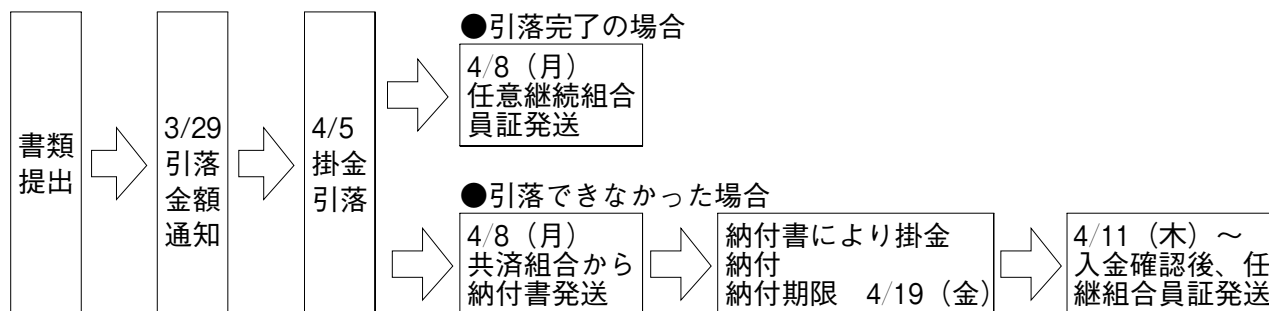 書類
提出
3/29
引落
金額
通知
4/5
掛金
引落
●引落完了の場合
4/8（月）
任意継続組合
員証発送
●引落できなかった場合
4/8（月）
共済組合から
納付書発送
納付書により掛金
納付
納付期限　4/19（金）
4/11（木）～
入金確認後、任
継組合員証発送